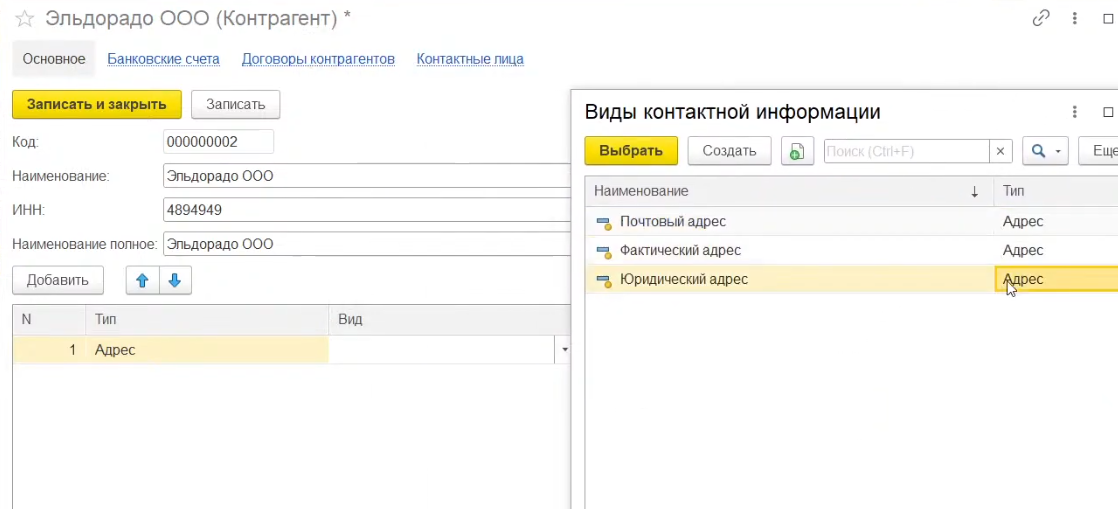 Эльдорадо ООО (Контрагент) *
Основное Банковские счета Договоры контрагентов Контактные лица
Записать и закрыть Записать
Код: 000000002
Наименование: Эльдорадо ООО
ИНН: 4894949
Наименование полное: Эльдорадо ООО
Добавить
N Тип Вид
1 Адрес
Виды контактной информации
Выбрать Создать Поиск (Ctrl+F) × Еще
Наименование ↓ Тип
Почтовый адрес Адрес
Фактический адрес Адрес
Юридический адрес Адрес